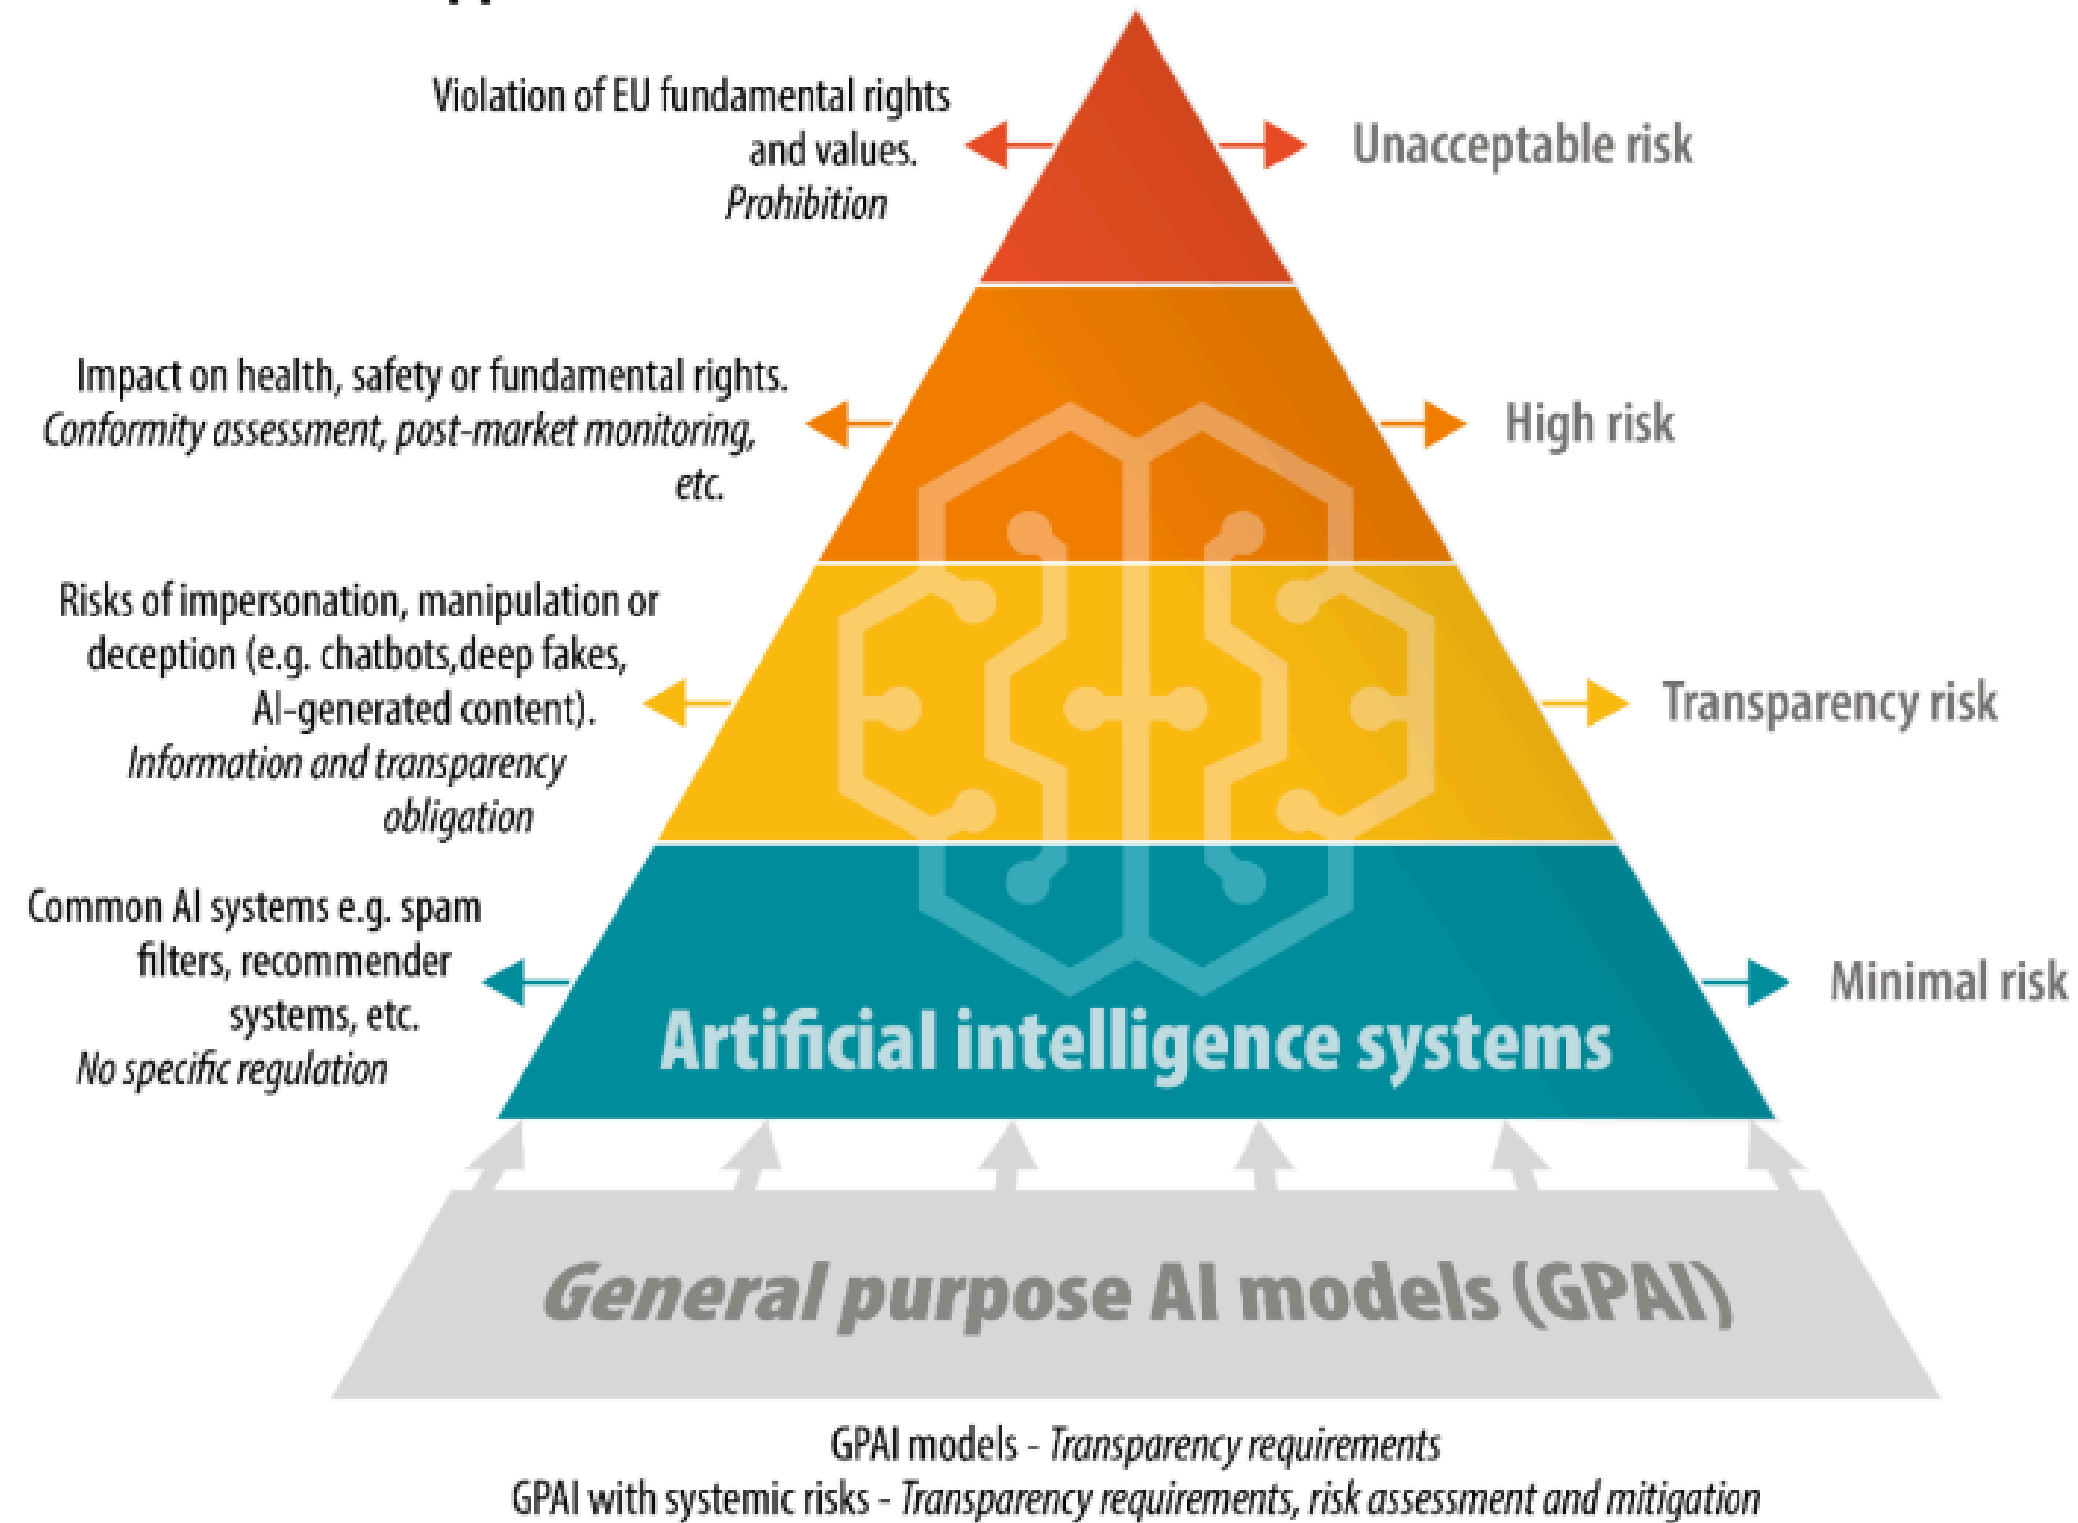 Violation of EU fundamental rights
and values.
Prohibition
Unacceptable risk
Impact on health, safety or fundamental rights.
Conformity assessment, post-market monitoring,
etc.
High risk
Risks of impersonation, manipulation or
deception (e.g. chatbots,deep fakes,
AI-generated content).
Information and transparency
obligation
Transparency risk
Common AI systems e.g. spam
filters, recommender
systems, etc.
No specific regulation
Minimal risk
Artificial intelligence systems
General purpose AI models (GPAI)
GPAI models - Transparency requirements
GPAI with systemic risks - Transparency requirements, risk assessment and mitigation